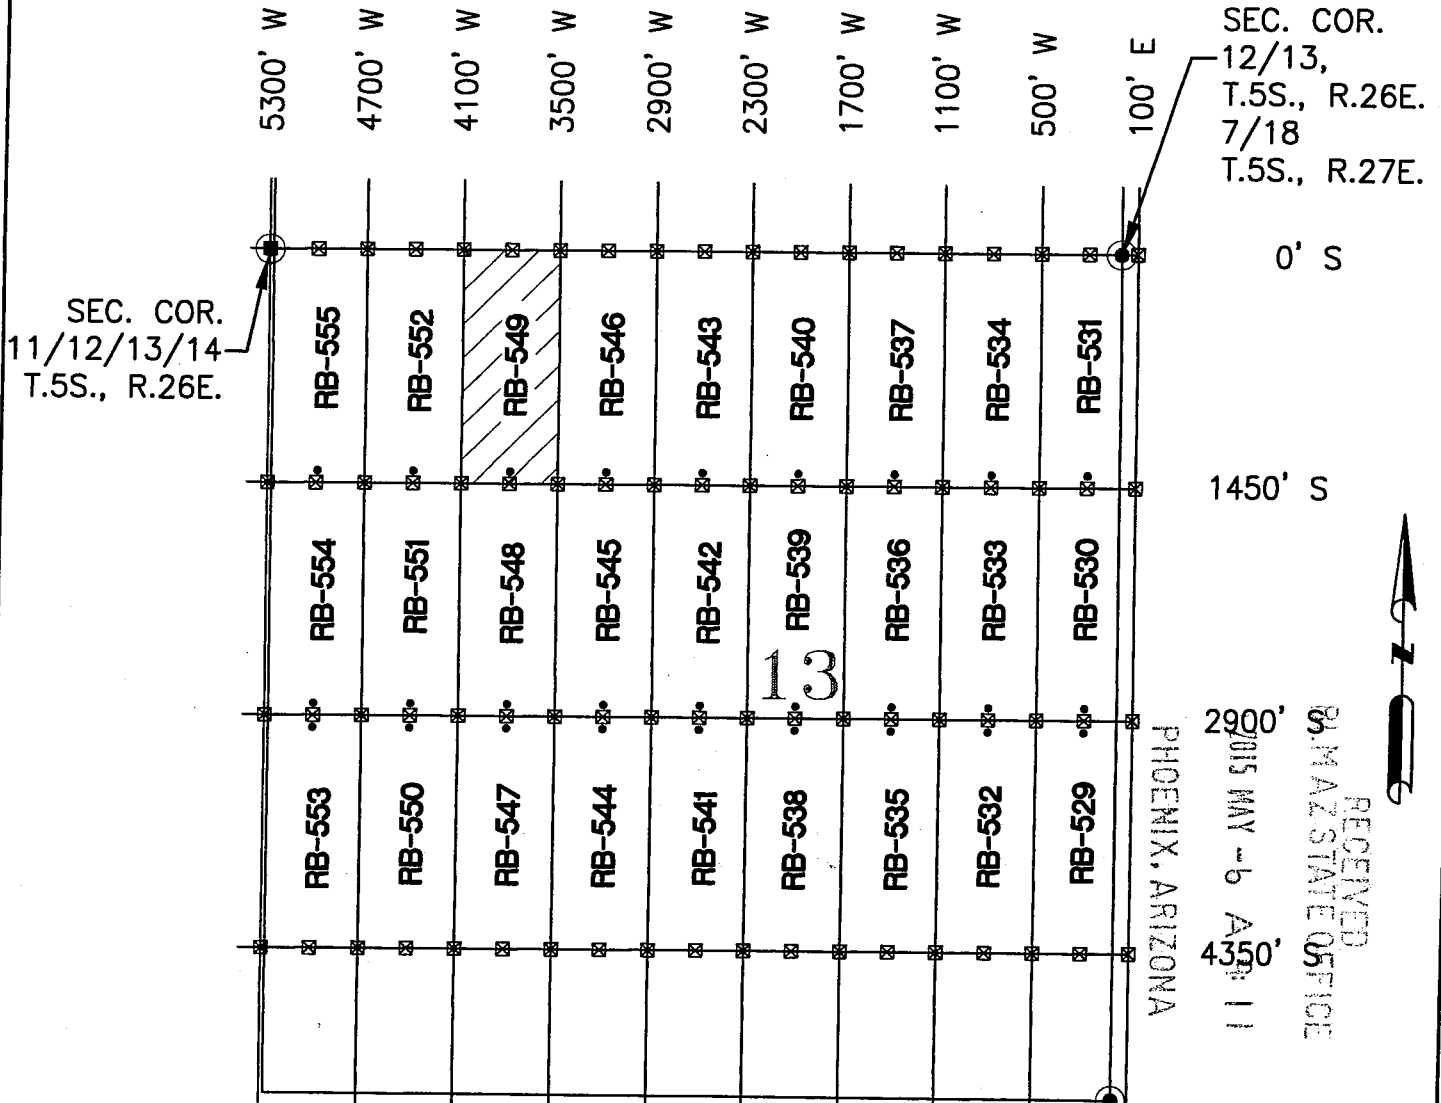 5300' W
4700' W
4100' W
3500' W
2900' W
2300' W
1700' W
1100' W
500' W
100' E
SEC. COR.
12/13,
T.5S., R.26E.
7/18
T.5S., R.27E.
0' S
SEC. COR.
11/12/13/14
T.5S., R.26E.
RB-555
RB-552
RB-549
RB-546
RB-543
RB-540
RB-537
RB-534
RB-531
1450' S
RB-554
RB-551
RB-548
RB-545
RB-542
RB-539
RB-536
RB-533
RB-530
13
N
2900' S
RB-553
RB-550
RB-547
RB-544
RB-541
RB-538
RB-535
RB-532
RB-529
4350' S
RECEIVED
AZ STATE OFFICE
2015 MAY -6 A
11
PHOENIX, ARIZONA